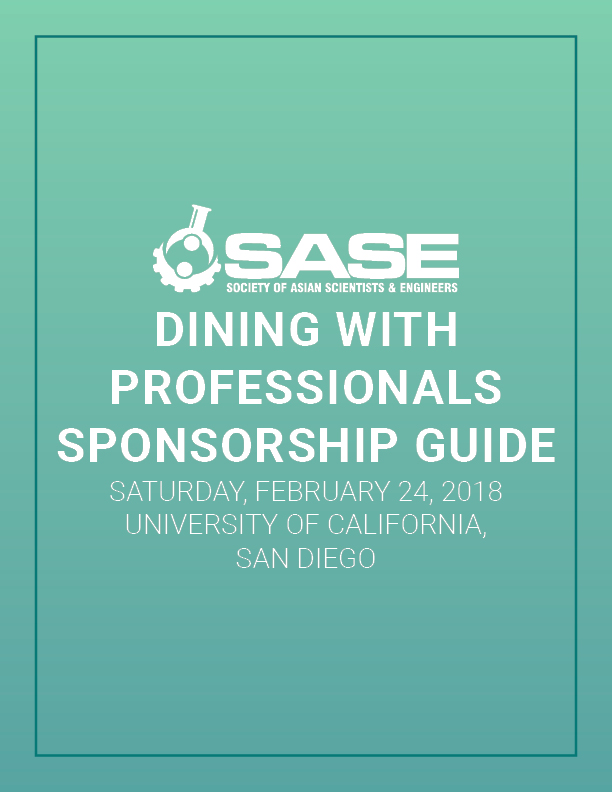 SASE
SOCIETY OF ASIAN SCIENTISTS & ENGINEERS
DINING WITH
PROFESSIONALS
SPONSORSHIP GUIDE
SATURDAY, FEBRUARY 24, 2018
UNIVERSITY OF CALIFORNIA,
SAN DIEGO